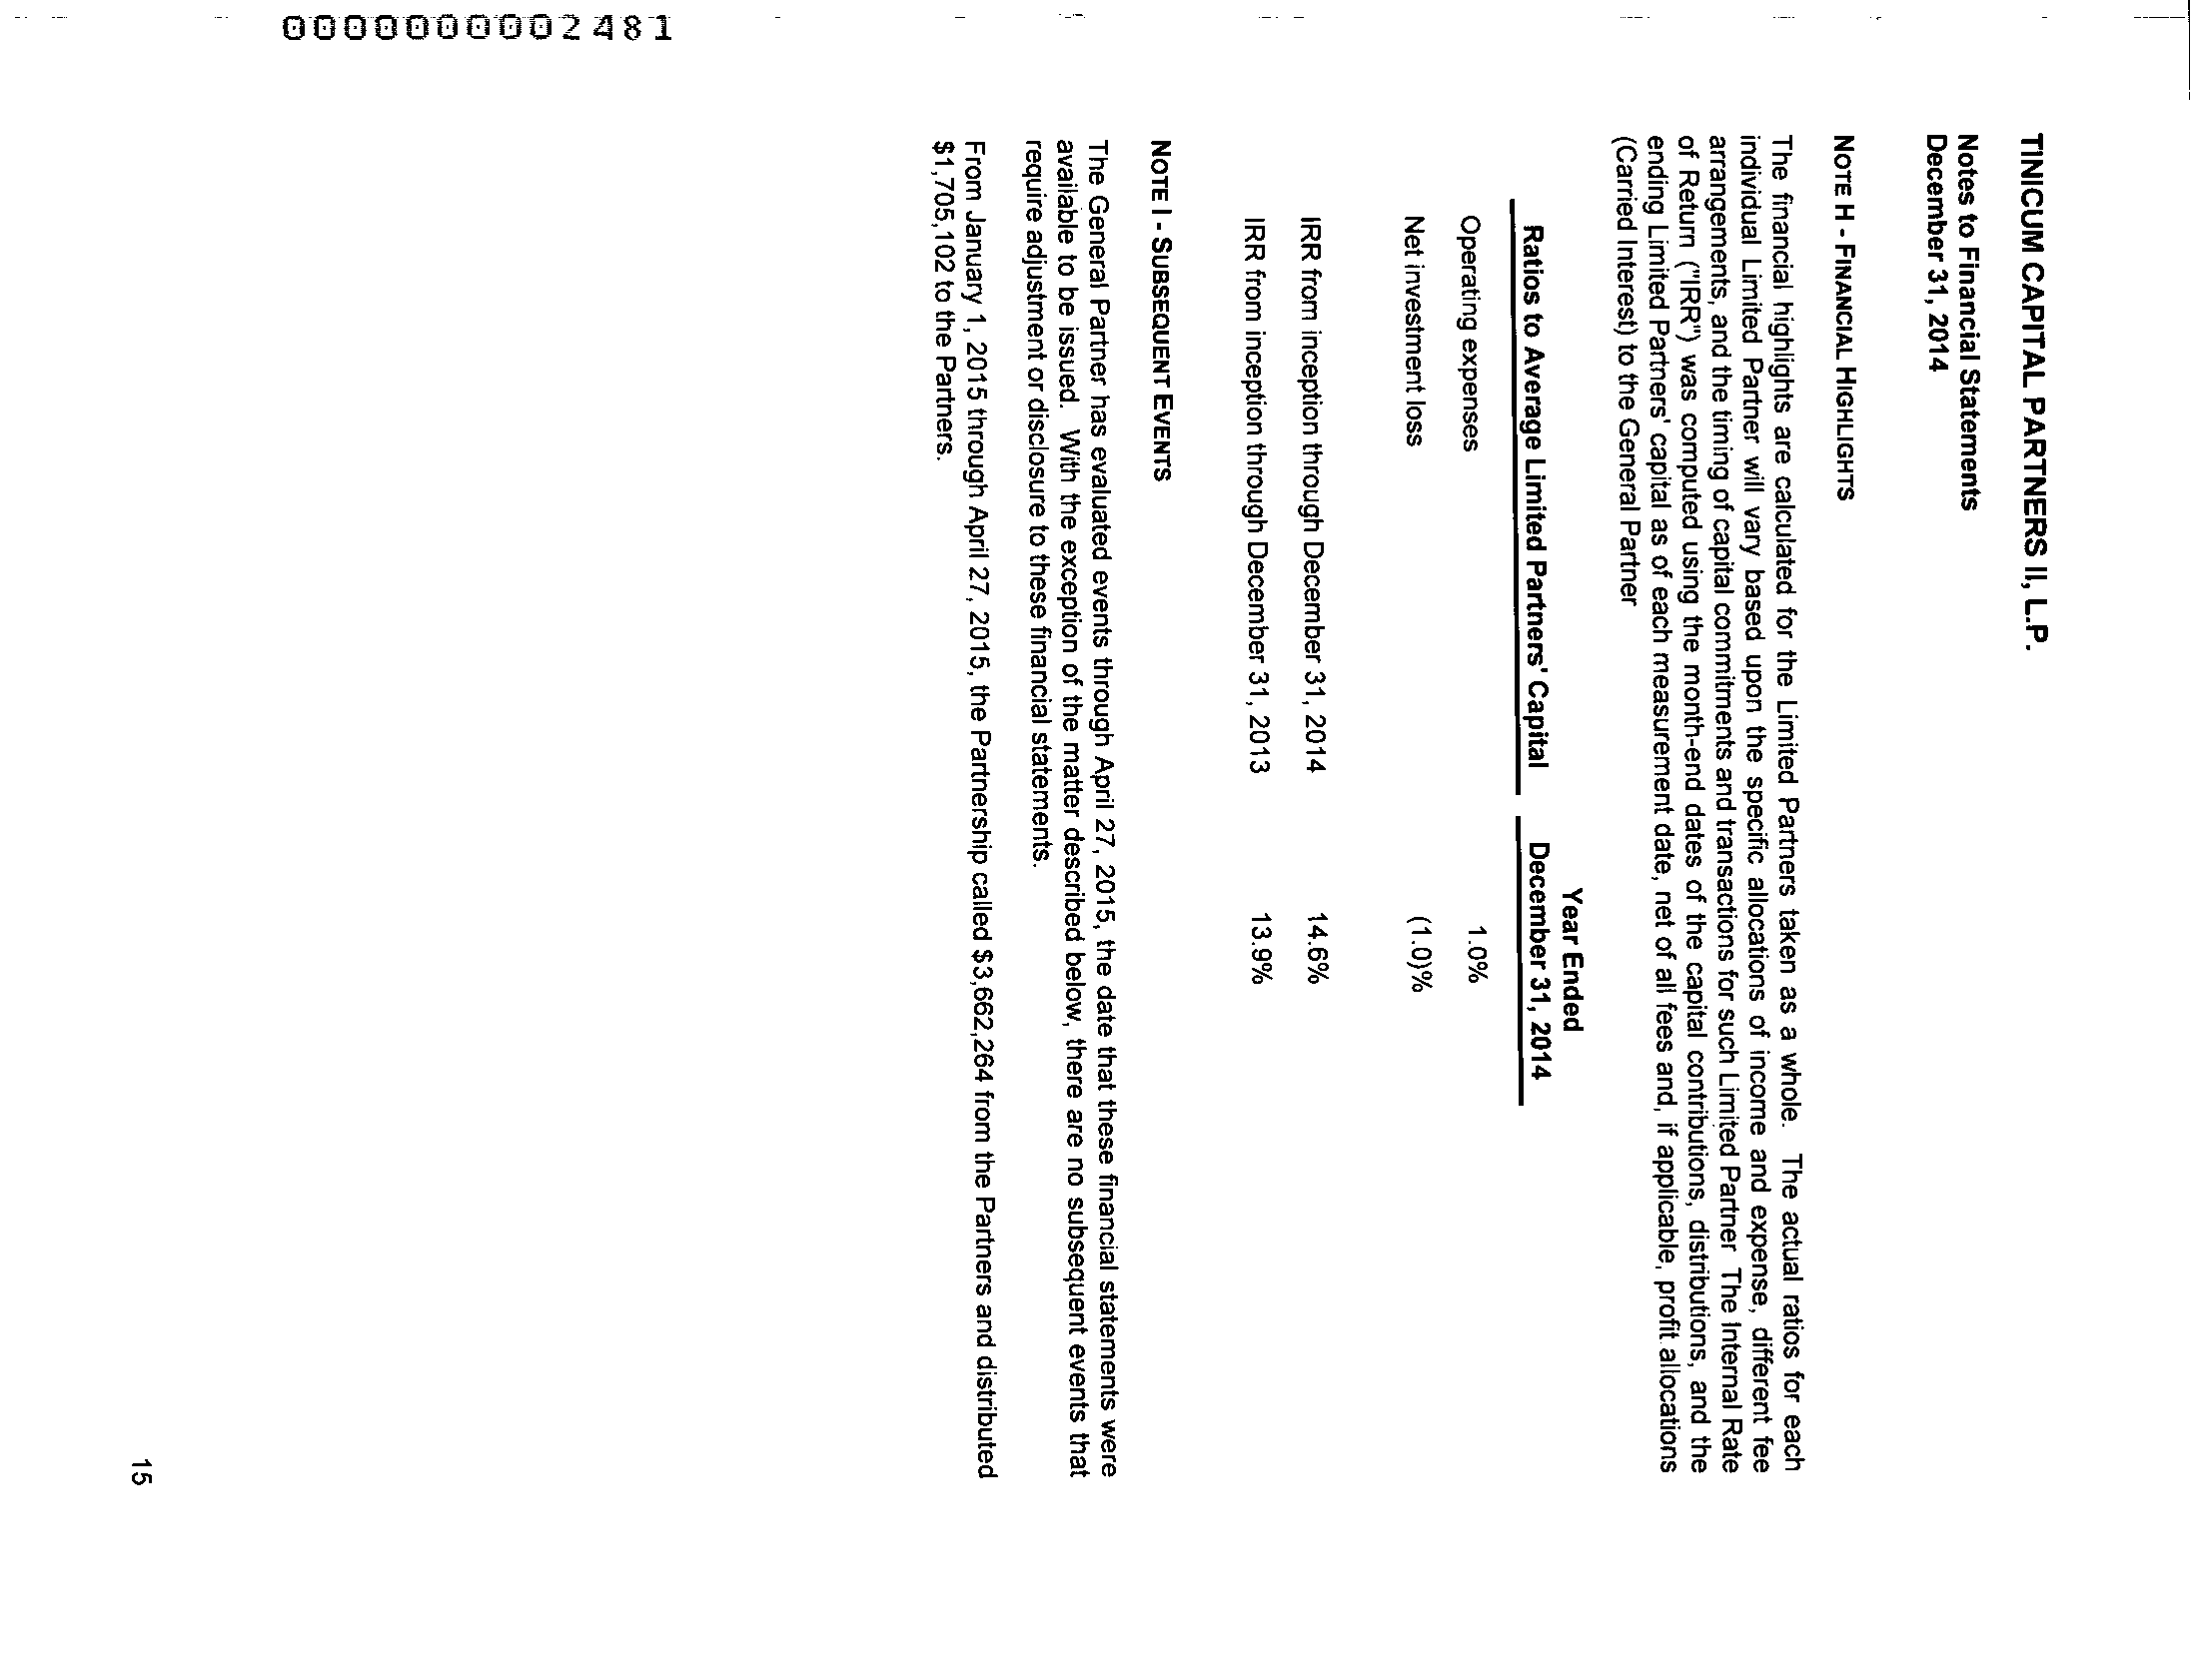 0000000002481
TINICUM CAPITAL PARTNERS II, L.P.
Notes to Financial Statements
December 31, 2014
NOTE H - FINANCIAL HIGHLIGHTS
The financial highlights are calculated for the Limited Partners taken as a whole. The actual ratios for each
individual Limited Partner will vary based upon the specific allocations of income and expense, different fee
arrangements, and the timing of capital commitments and transactions for such Limited Partner The Internal Rate
of Return ("IRR") was computed using the month-end dates of the capital contributions, distributions, and the
ending Limited Partners' capital as of each measurement date, net of all fees and, if applicable, profit allocations
(Carried Interest) to the General Partner
Year Ended
Ratios to Average Limited Partners' Capital December 31, 2014
Operating expenses 1.0%
Net investment loss (1.0)%
IRR from inception through December 31, 2014 14.6%
IRR from inception through December 31, 2013 13.9%
NOTE I - SUBSEQUENT EVENTS
The General Partner has evaluated events through April 27, 2015, the date that these financial statements were
available to be issued. With the exception of the matter described below, there are no subsequent events that
require adjustment or disclosure to these financial statements.
From January 1, 2015 through April 27, 2015, the Partnership called $3,662,264 from the Partners and distributed
$1,705,102 to the Partners.
15